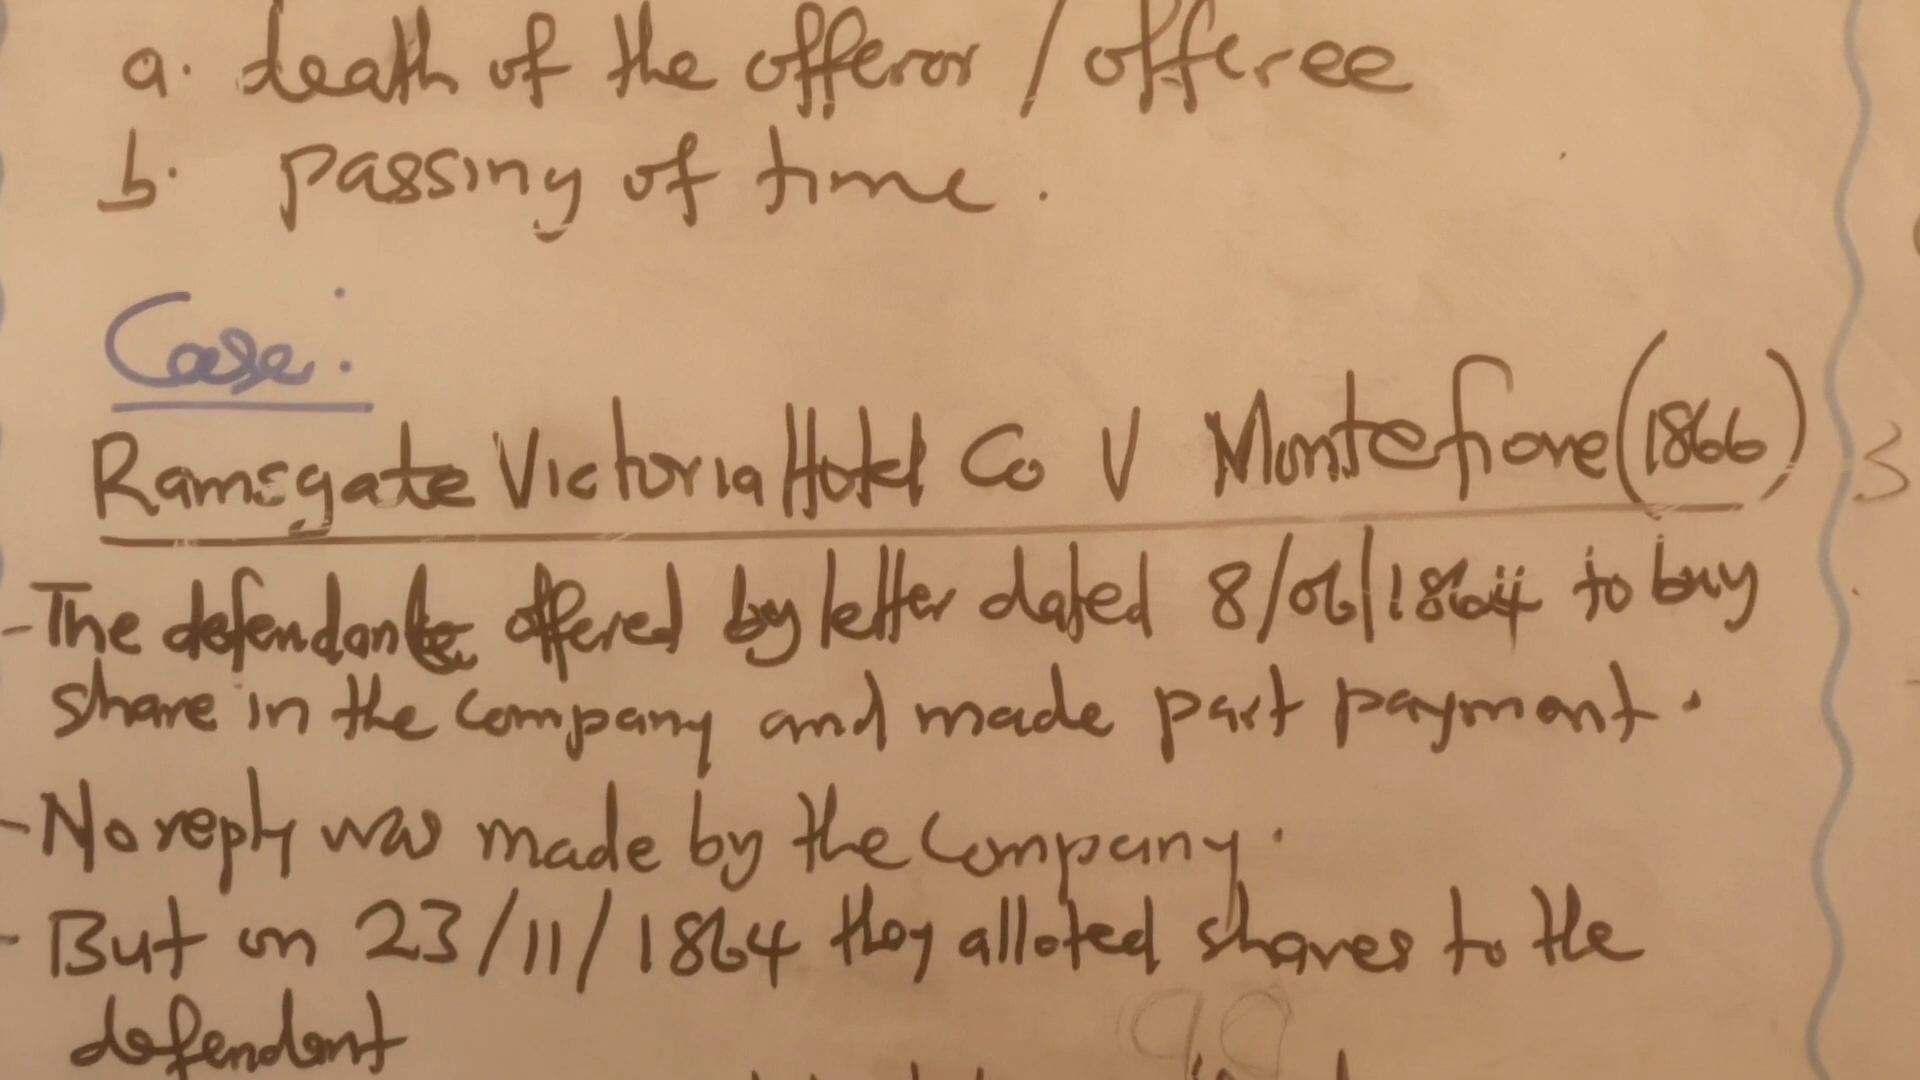 a. death of the offeror / offeree
b. passing of time.
Case:
Ramsgate Victoria Hotel Co V Montefiore (1866)
- The defendant offered by letter dated 8/06/1864 to buy
share in the company and made part payment.
- No reply was made by the company.
- But on 23/11/1864 they alloted shares to the
defendant